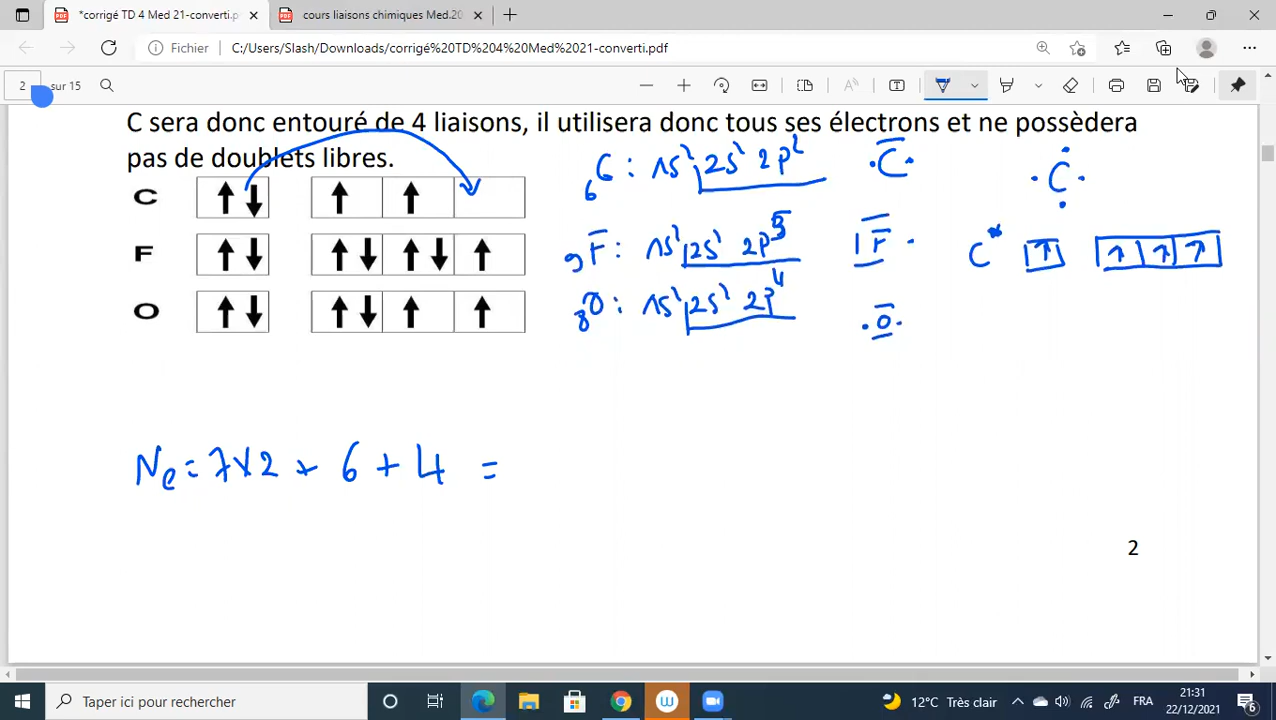 *corrigé TD 4 Med 21-converti.p
cours liaisons chimiques Med.20
Fichier C:/Users/Slash/Downloads/corrigé%20TD%204%20Med%2021-converti.pdf
2 sur 15
C sera donc entouré de 4 liaisons, il utilisera donc tous ses électrons et ne possèdera
pas de doublets libres.
C
F
O
₆C : 1s² 2s² 2p² C C
₉F : 1s² 2s² 2p⁵ F C*
₈O : 1s² 2s² 2p⁴ O
Ne = 7x2 + 6 + 4 =
2
Taper ici pour rechercher
12°C Très clair
FRA
21:31
22/12/2021
6